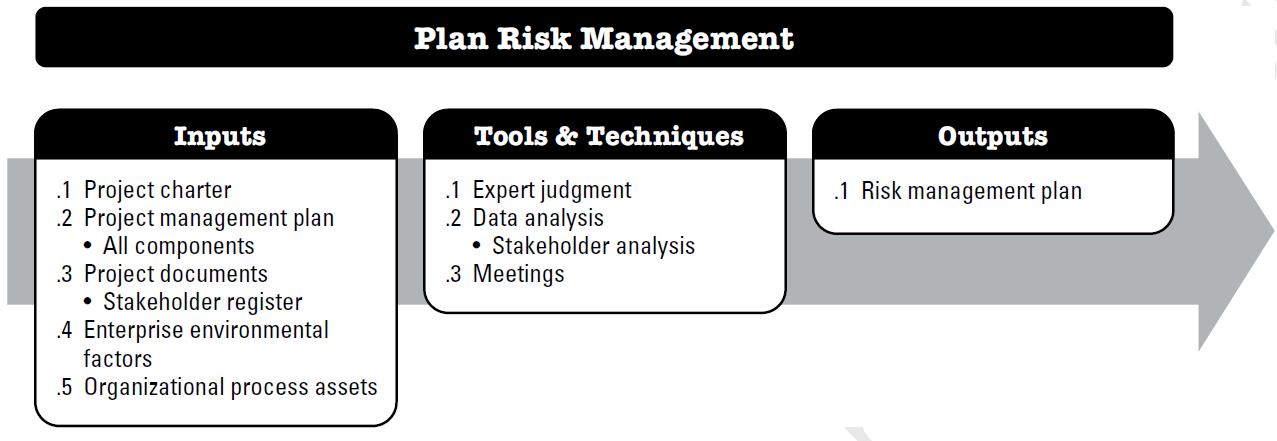 Plan Risk Management
Inputs
.1 Project charter
.2 Project management plan
• All components
.3 Project documents
• Stakeholder register
.4 Enterprise environmental
factors
.5 Organizational process assets
Tools & Techniques
.1 Expert judgment
.2 Data analysis
• Stakeholder analysis
.3 Meetings
Outputs
.1 Risk management plan